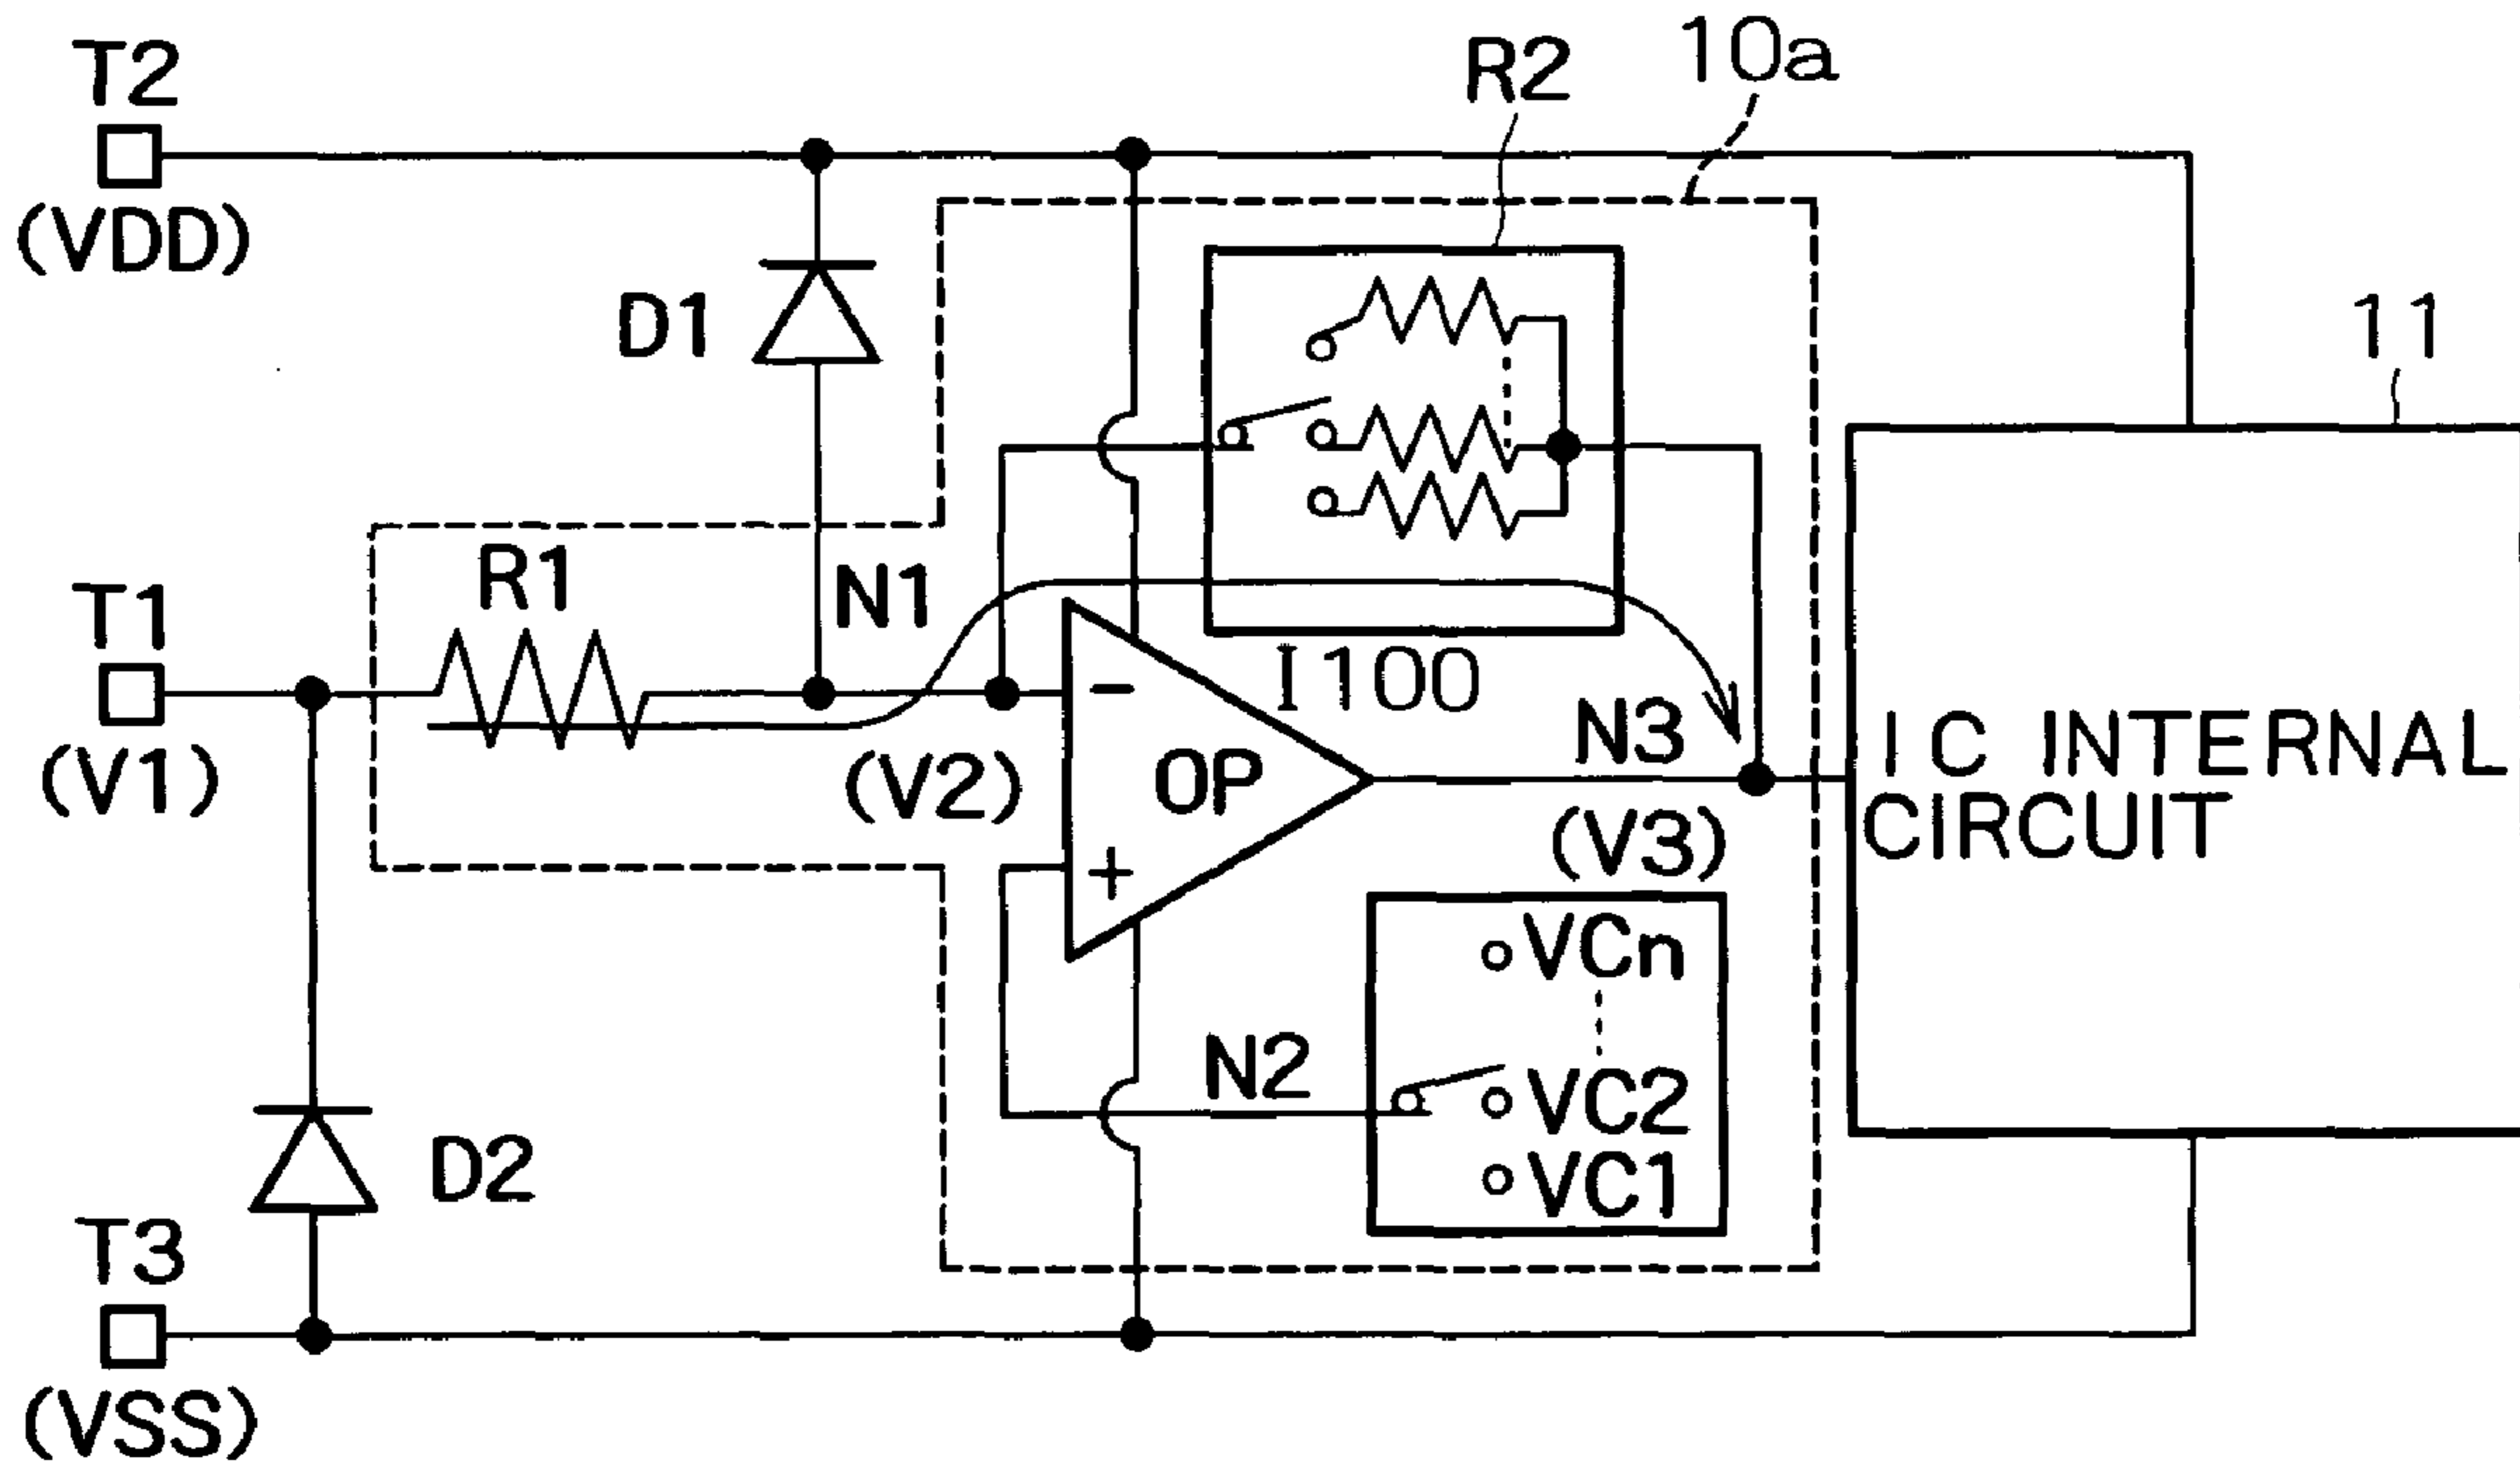 T2
(VDD)
R2
10a
D1
11
R1
N1
T1
(V1)
I100
-
OP
+
(V2)
N3
(V3)
IC INTERNAL
CIRCUIT
VCn
N2
VC2
VC1
D2
T3
(VSS)